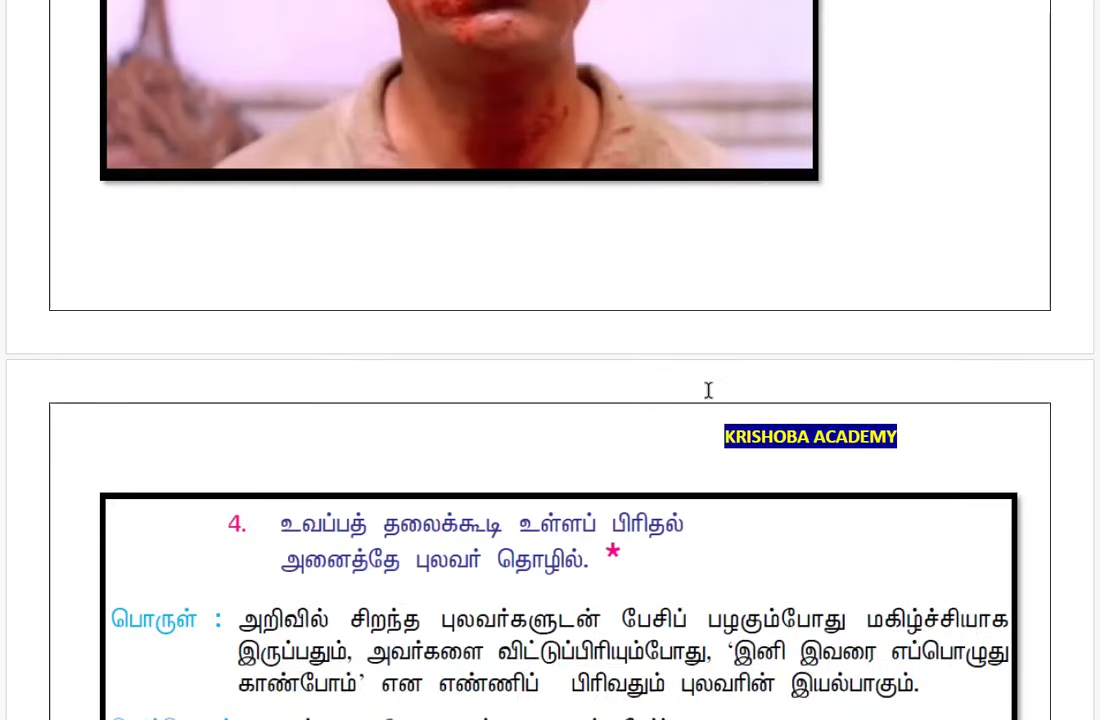 KRISHOBA ACADEMY
4. உவப்பத் தலைக்கூடி உள்ளப் பிரிதல்
அனைத்தே புலவர் தொழில். *
பொருள் : அறிவில் சிறந்த புலவர்களுடன் பேசிப் பழகும்போது மகிழ்ச்சியாக
இருப்பதும், அவர்களை விட்டுப்பிரியும்போது, ‘இனி இவரை எப்பொழுது
காண்போம்’ என எண்ணிப் பிரிவதும் புலவரின் இயல்பாகும்.